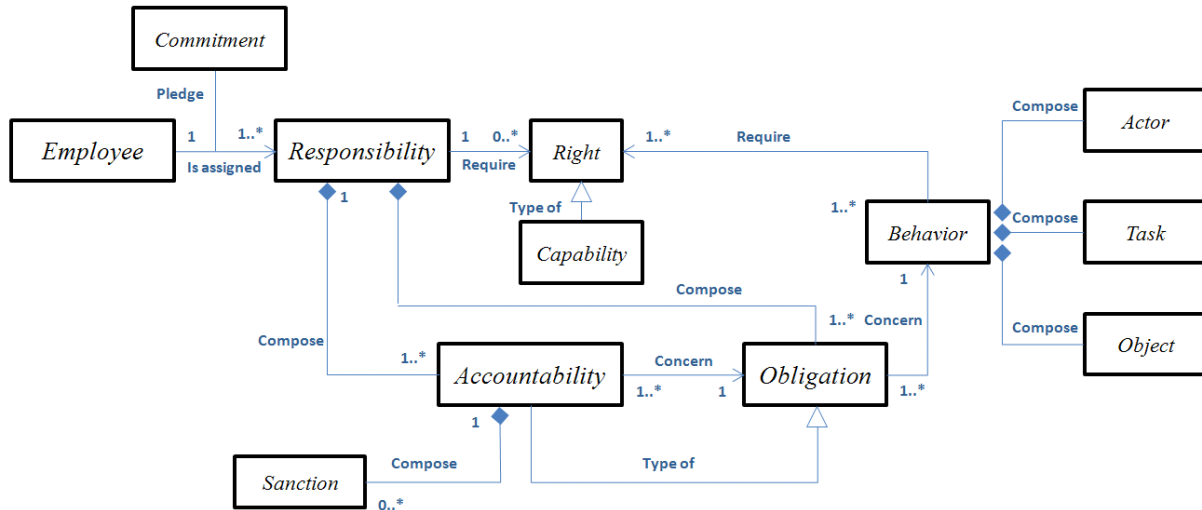 Commitment
Pledge
Compose
Actor
1
1..*
1
0..*
1..*
Require
Employee
Responsibility
Right
Is assigned
Require
1
Type of
1..*
Compose
Behavior
Task
Capability
1
Compose
1..*
Concern
Compose
Compose
Object
1..*
Concern
Accountability
Obligation
1..*
1
1..*
1
Compose
Type of
Sanction
0..*